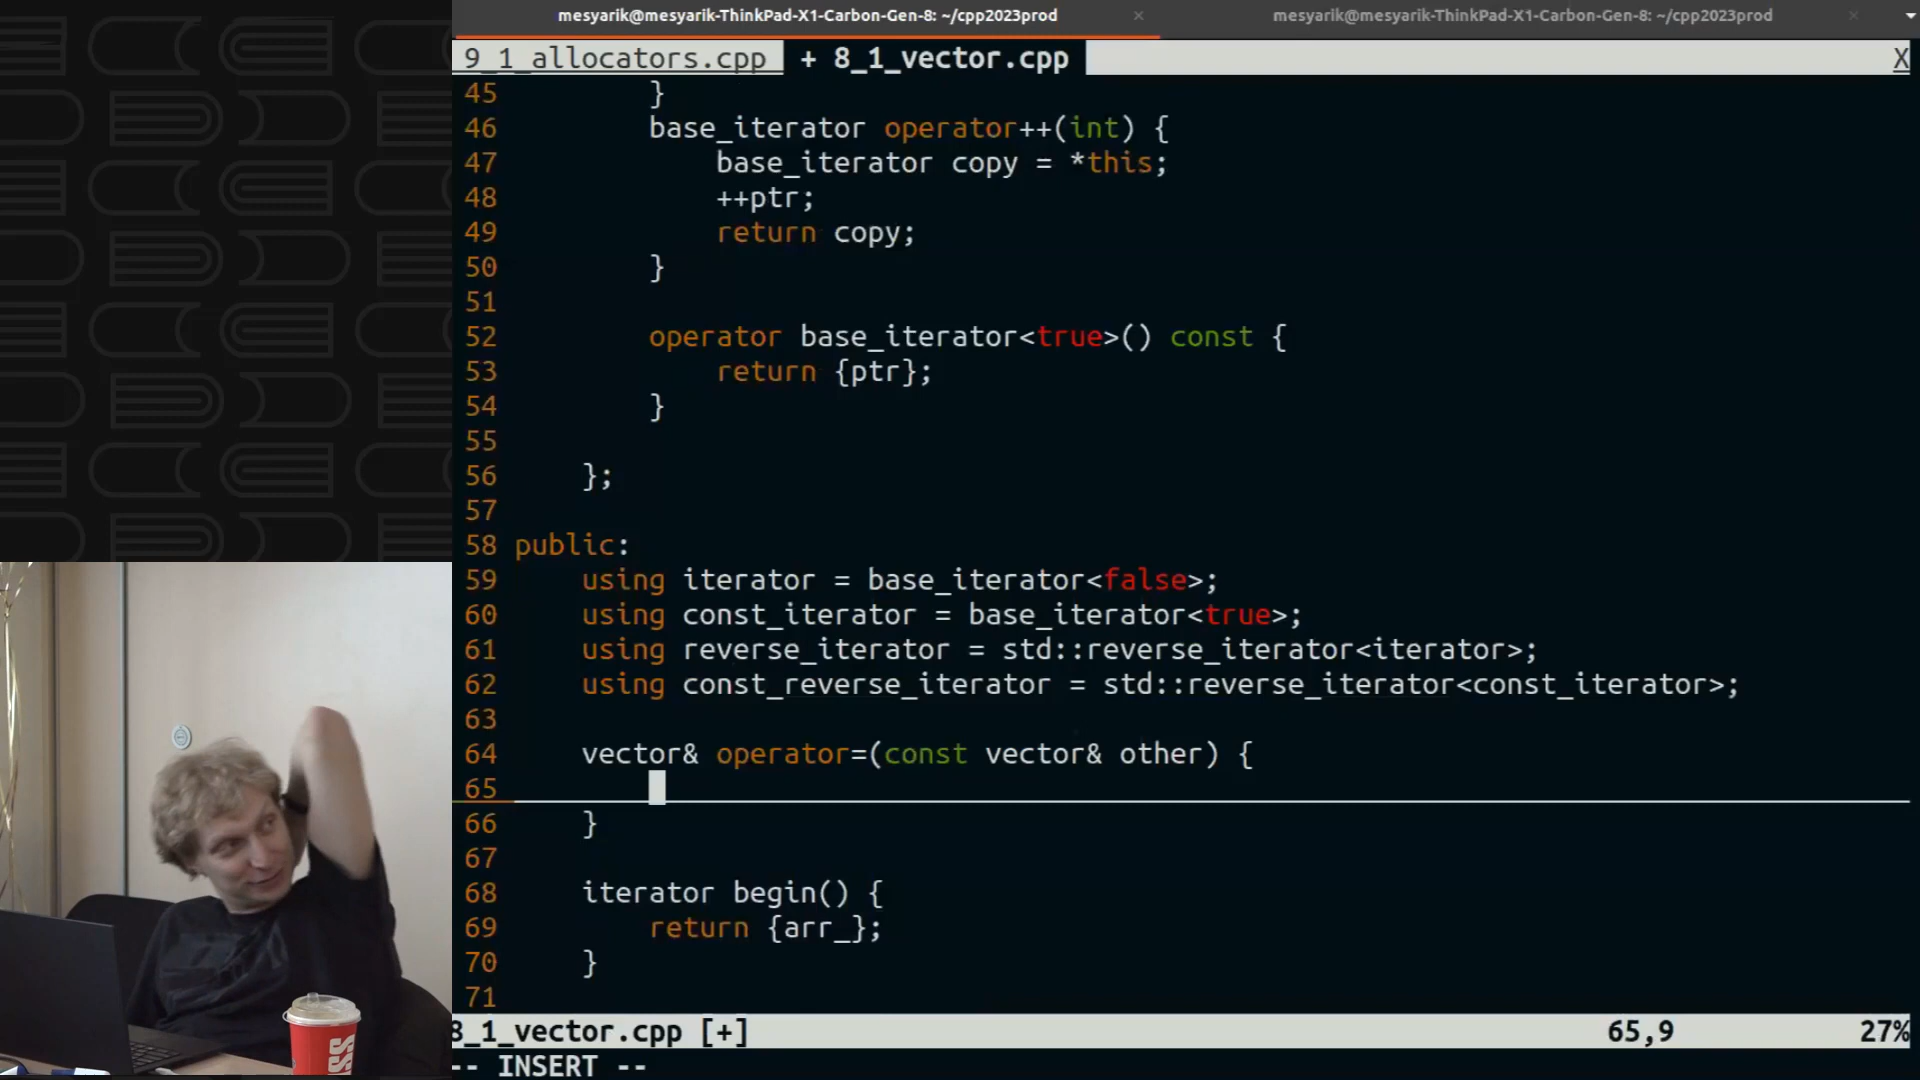 mesyarik@mesyarik-ThinkPad-X1-Carbon-Gen-8: ~/cpp2023prod × mesyarik@mesyarik-ThinkPad-X1-Carbon-Gen-8: ~/cpp2023prod ×
9_1_allocators.cpp + 8_1_vector.cpp X
45 }
46 base_iterator operator++(int) {
47 base_iterator copy = *this;
48 ++ptr;
49 return copy;
50 }
51
52 operator base_iterator<true>() const {
53 return {ptr};
54 }
55
56 };
57
58 public:
59 using iterator = base_iterator<false>;
60 using const_iterator = base_iterator<true>;
61 using reverse_iterator = std::reverse_iterator<iterator>;
62 using const_reverse_iterator = std::reverse_iterator<const_iterator>;
63
64 vector& operator=(const vector& other) {
65
66 }
67
68 iterator begin() {
69 return {arr_};
70 }
71
8_1_vector.cpp [+] 65,9 27%
-- INSERT --